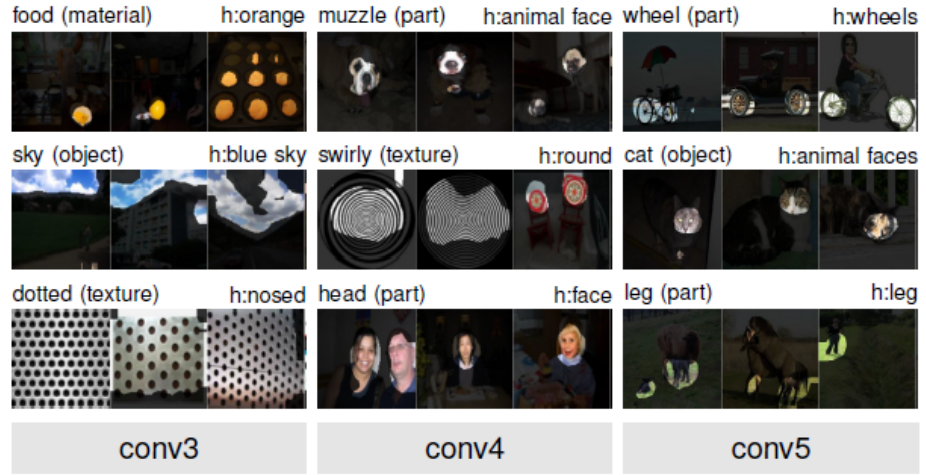 food (material) h:orange
muzzle (part) h:animal face
wheel (part) h:wheels
sky (object) h:blue sky
swirly (texture) h:round
cat (object) h:animal faces
dotted (texture) h:nosed
head (part) h:face
leg (part) h:leg
conv3
conv4
conv5